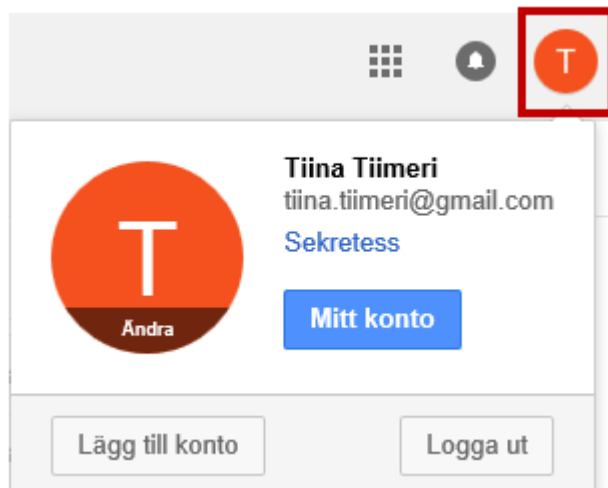 T
Tiina Tiimeri
tiina.tiimeri@gmail.com
Sekretess
T
Ändra
Mitt konto
Lägg till konto
Logga ut